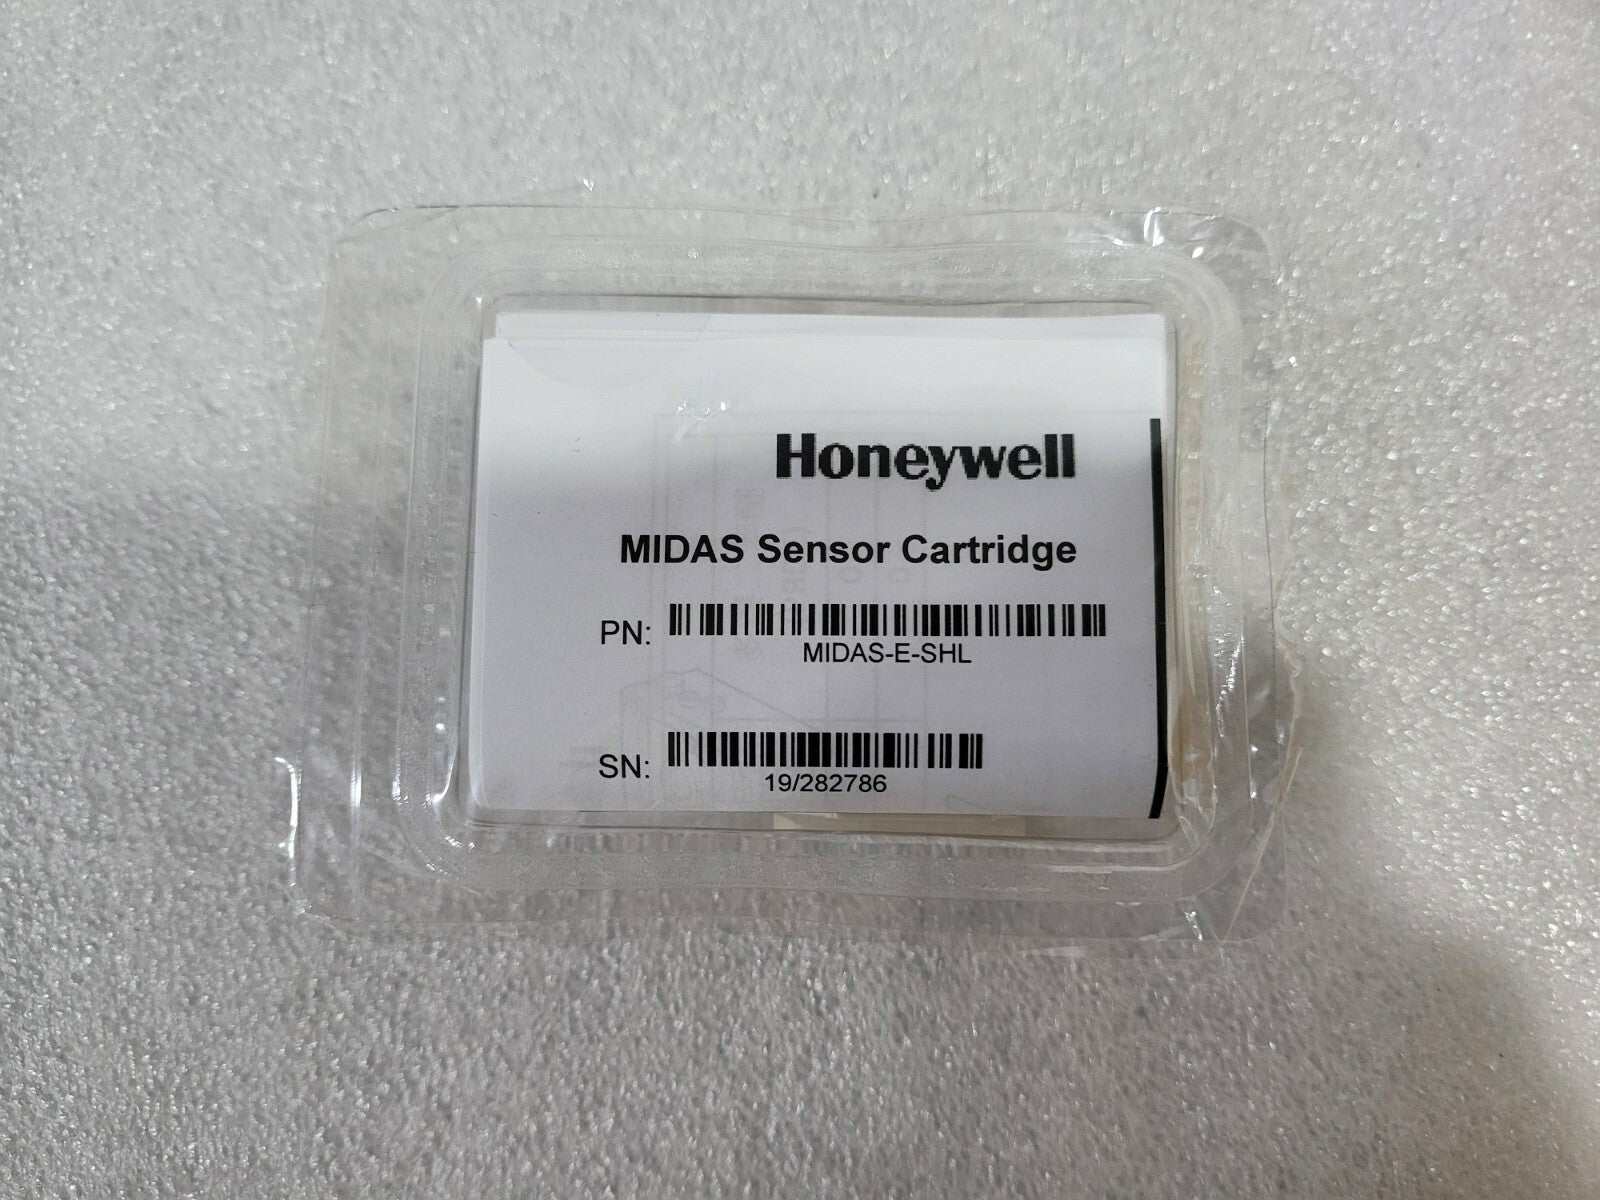 Honeywell
MIDAS Sensor Cartridge
PN:
MIDAS-E-SHL
SN:
19/282786